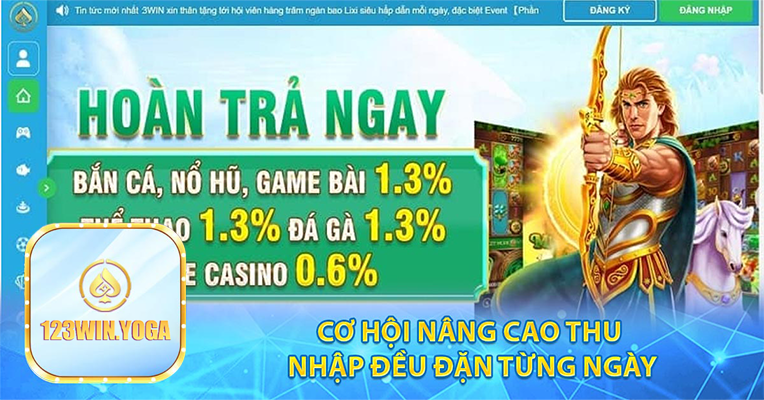 Tin tức mới nhất :3WIN xin thân tặng tới hội viên hàng trăm ngàn bao Lixi siêu hấp dẫn mỗi ngày, đặc biệt Event 【Phần
ĐĂNG KÝ
ĐĂNG NHẬP
HOÀN TRẢ NGAY
BẮN CÁ, NỔ HŨ, GAME BÀI 1.3%
THỂ THAO 1.3% ĐÁ GÀ 1.3%
E CASINO 0.6%
123WIN.YOGA
CƠ HỘI NÂNG CAO THU
NHẬP ĐỀU ĐẶN TỪNG NGÀY